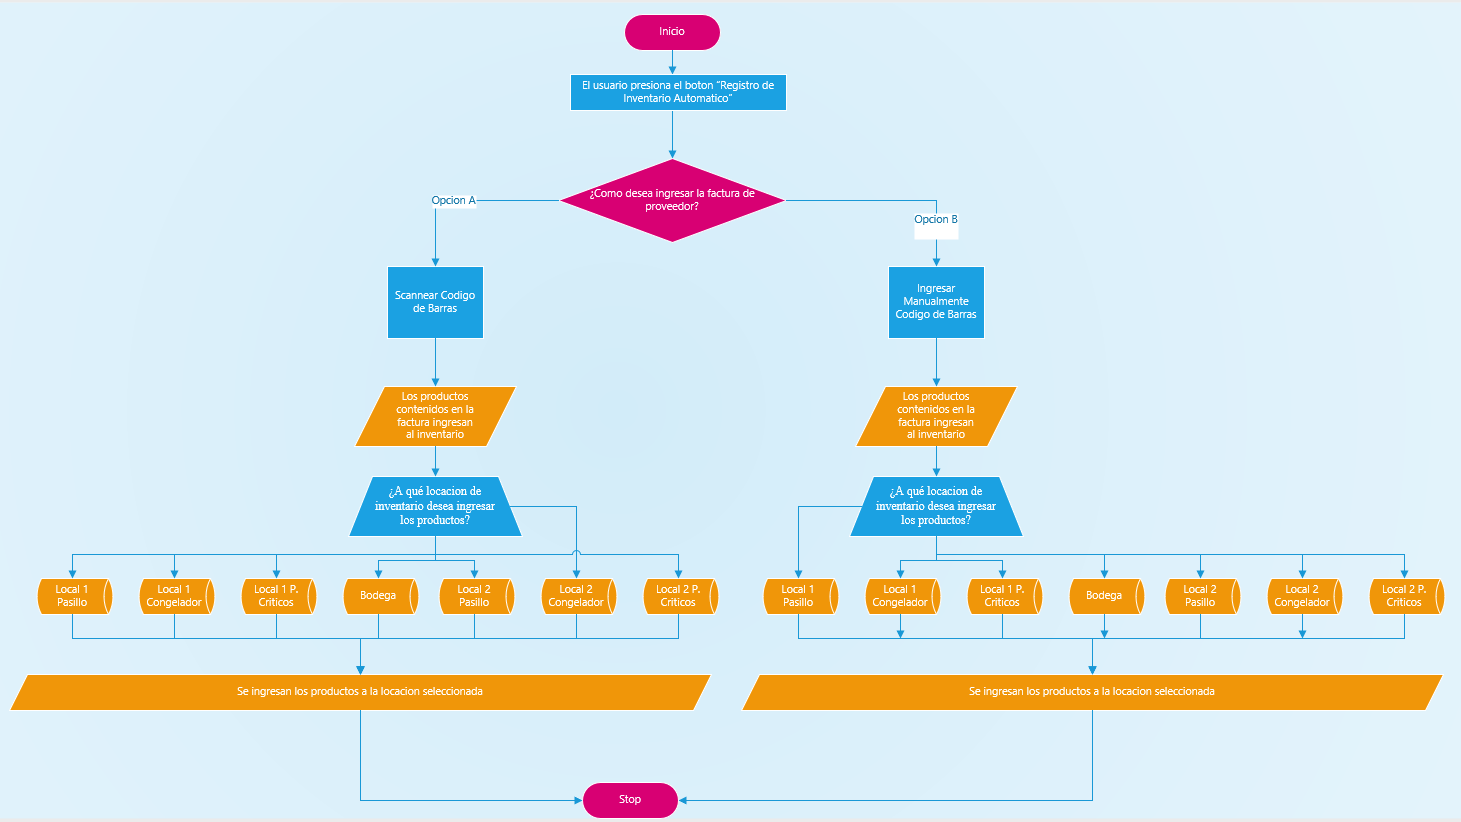 Inicio
El usuario presiona el boton "Registro de
Inventario Automatico"
¿Como desea ingresar la factura de
proveedor?
Opcion A
Opcion B
Scannear Codigo
de Barras
Ingresar
Manualmente
Codigo de Barras
Los productos
contenidos en la
factura ingresan
al inventario
Los productos
contenidos en la
factura ingresan
al inventario
¿A qué locacion de
inventario desea ingresar
los productos?
¿A qué locacion de
inventario desea ingresar
los productos?
Local 1
Pasillo
Local 1
Congelador
Local 1 P.
Criticos
Bodega
Local 2
Pasillo
Local 2
Congelador
Local 2 P.
Criticos
Local 1
Pasillo
Local 1
Congelador
Local 1 P.
Criticos
Bodega
Local 2
Pasillo
Local 2
Congelador
Local 2 P.
Criticos
Se ingresan los productos a la locacion seleccionada
Se ingresan los productos a la locacion seleccionada
Stop